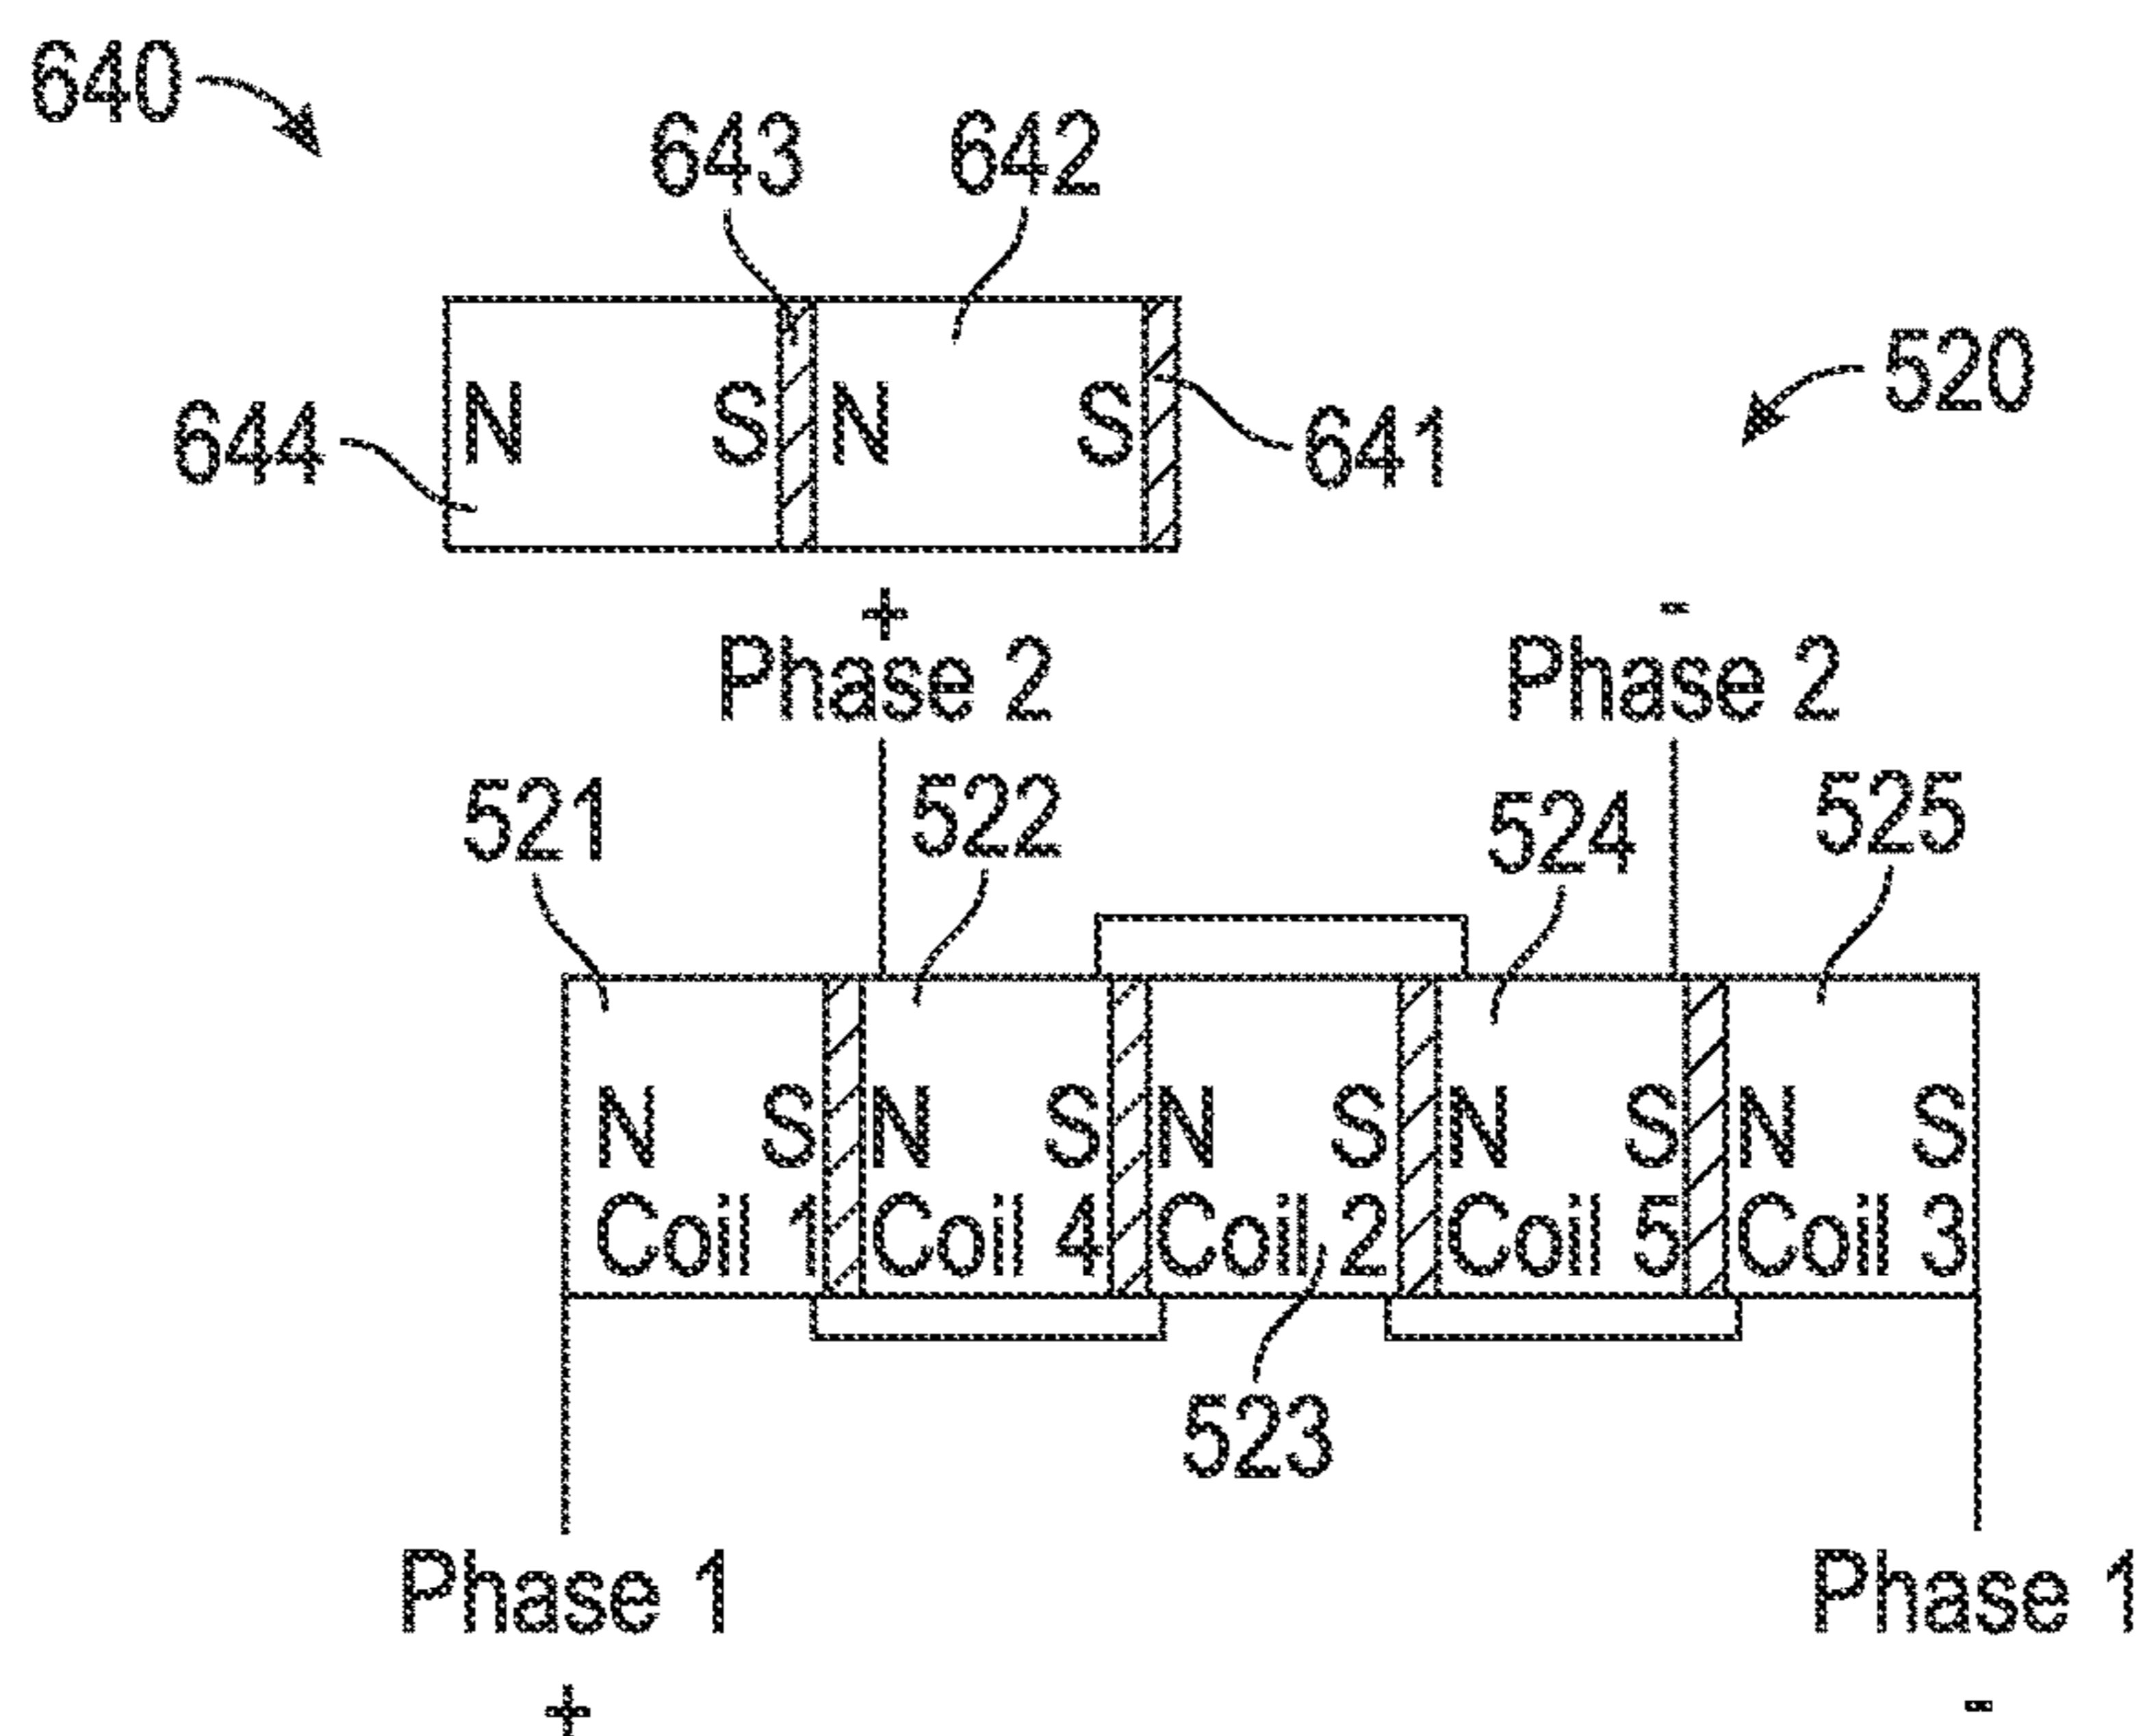 640
643 642
520
N S N S
644
641
+ -
Phase 2 Phase 2
521 522 524 525
N S N S N S N S N S
Coil 1 Coil 4 Coil 2 Coil 5 Coil 3
523
Phase 1 Phase 1
+ -